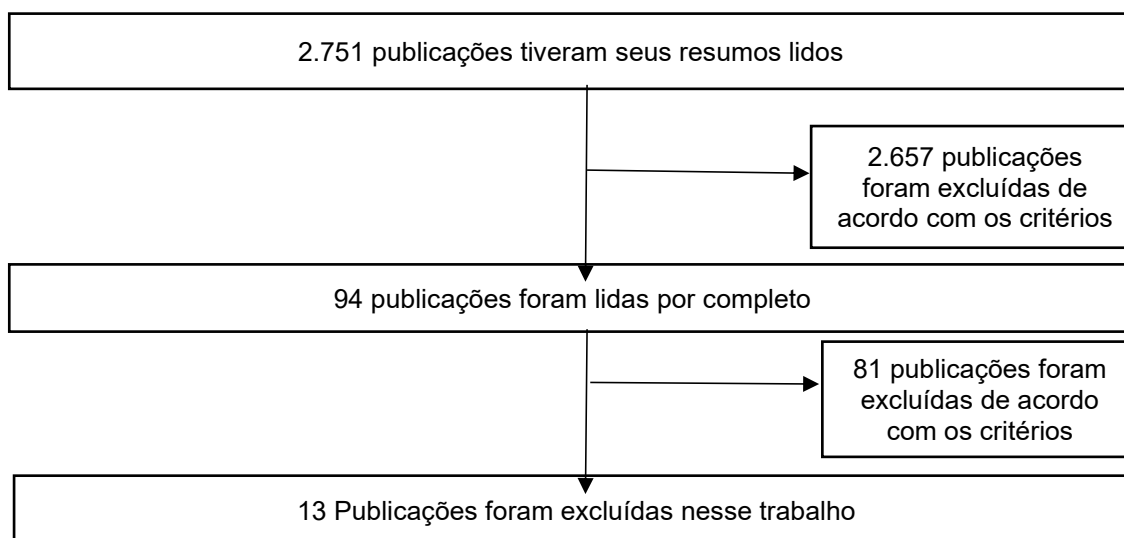 2.751 publicações tiveram seus resumos lidos
2.657 publicações
foram excluídas de
acordo com os critérios
94 publicações foram lidas por completo
81 publicações foram
excluídas de acordo
com os critérios
13 Publicações foram excluídas nesse trabalho